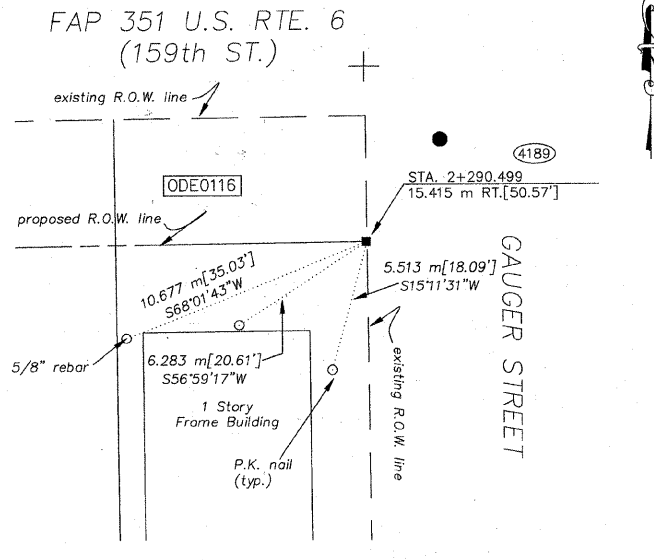 FAP 351 U.S. RTE. 6
(159th ST.)
existing R.O.W. line
4189
ODE0116
STA. 2+290.499
15.415 m RT.[50.57']
proposed R.O.W. line
GAUGER STREET
10.677 m[35.03']
S68°01'43"W
5.513 m[18.09']
S15°11'31"W
5/8" rebar
6.283 m[20.61']
S56°59'17"W
existing R.O.W. line
1 Story
Frame Building
P.K. nail
(typ.)